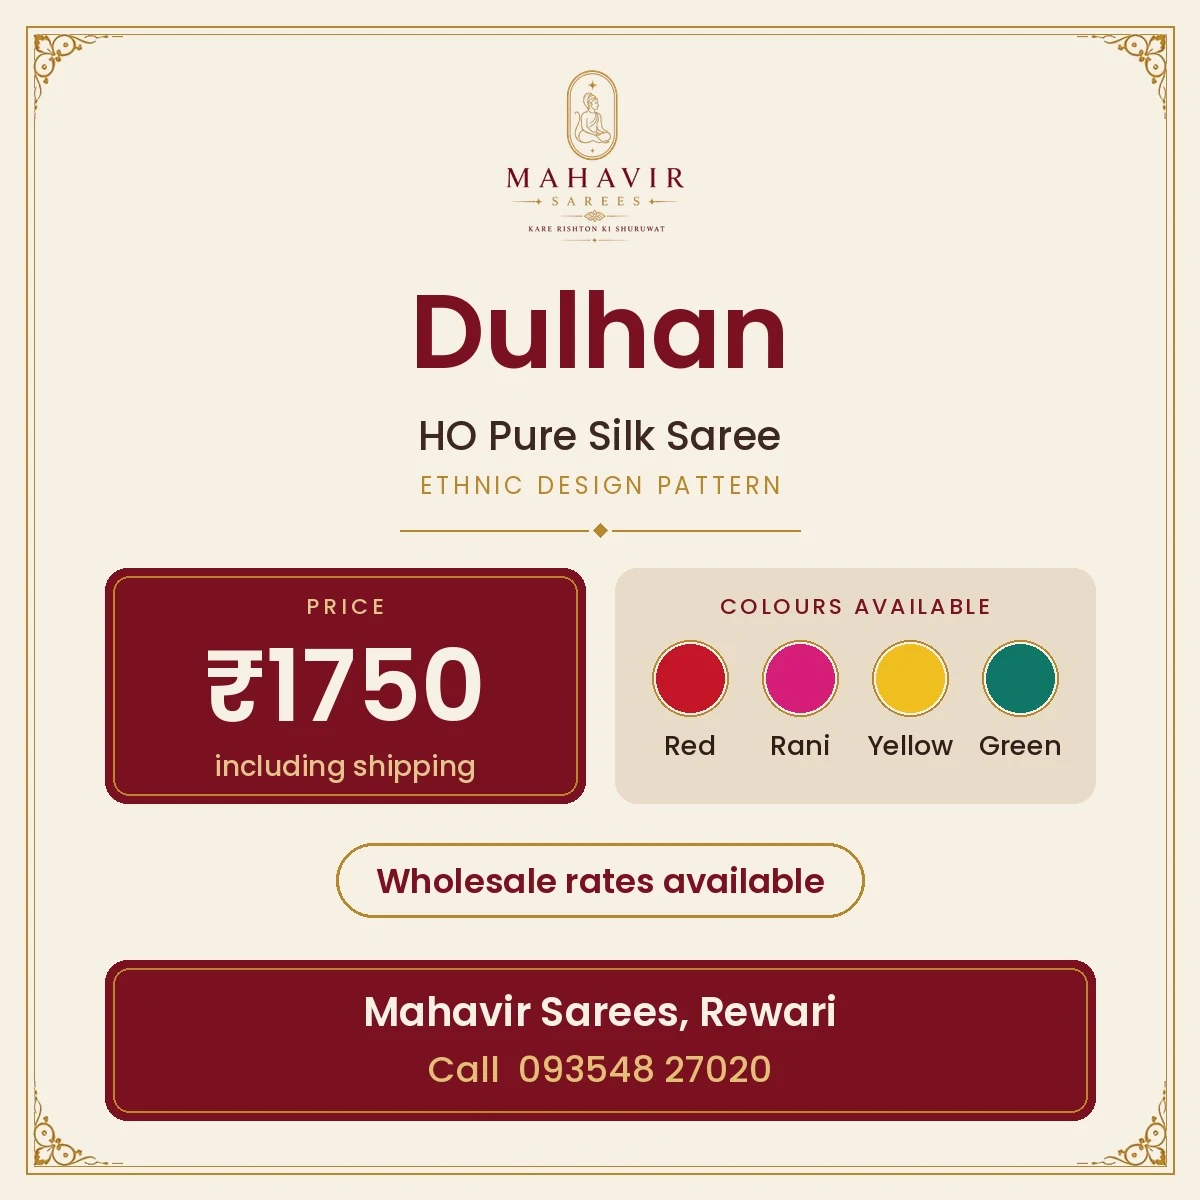 MAHAVIR
SAREES
KARE RISHTON KI SHURUWAT
Dulhan
HO Pure Silk Saree
ETHNIC DESIGN PATTERN
PRICE
₹1750
including shipping
COLOURS AVAILABLE
Red Rani Yellow Green
Wholesale rates available
Mahavir Sarees, Rewari
Call 093548 27020